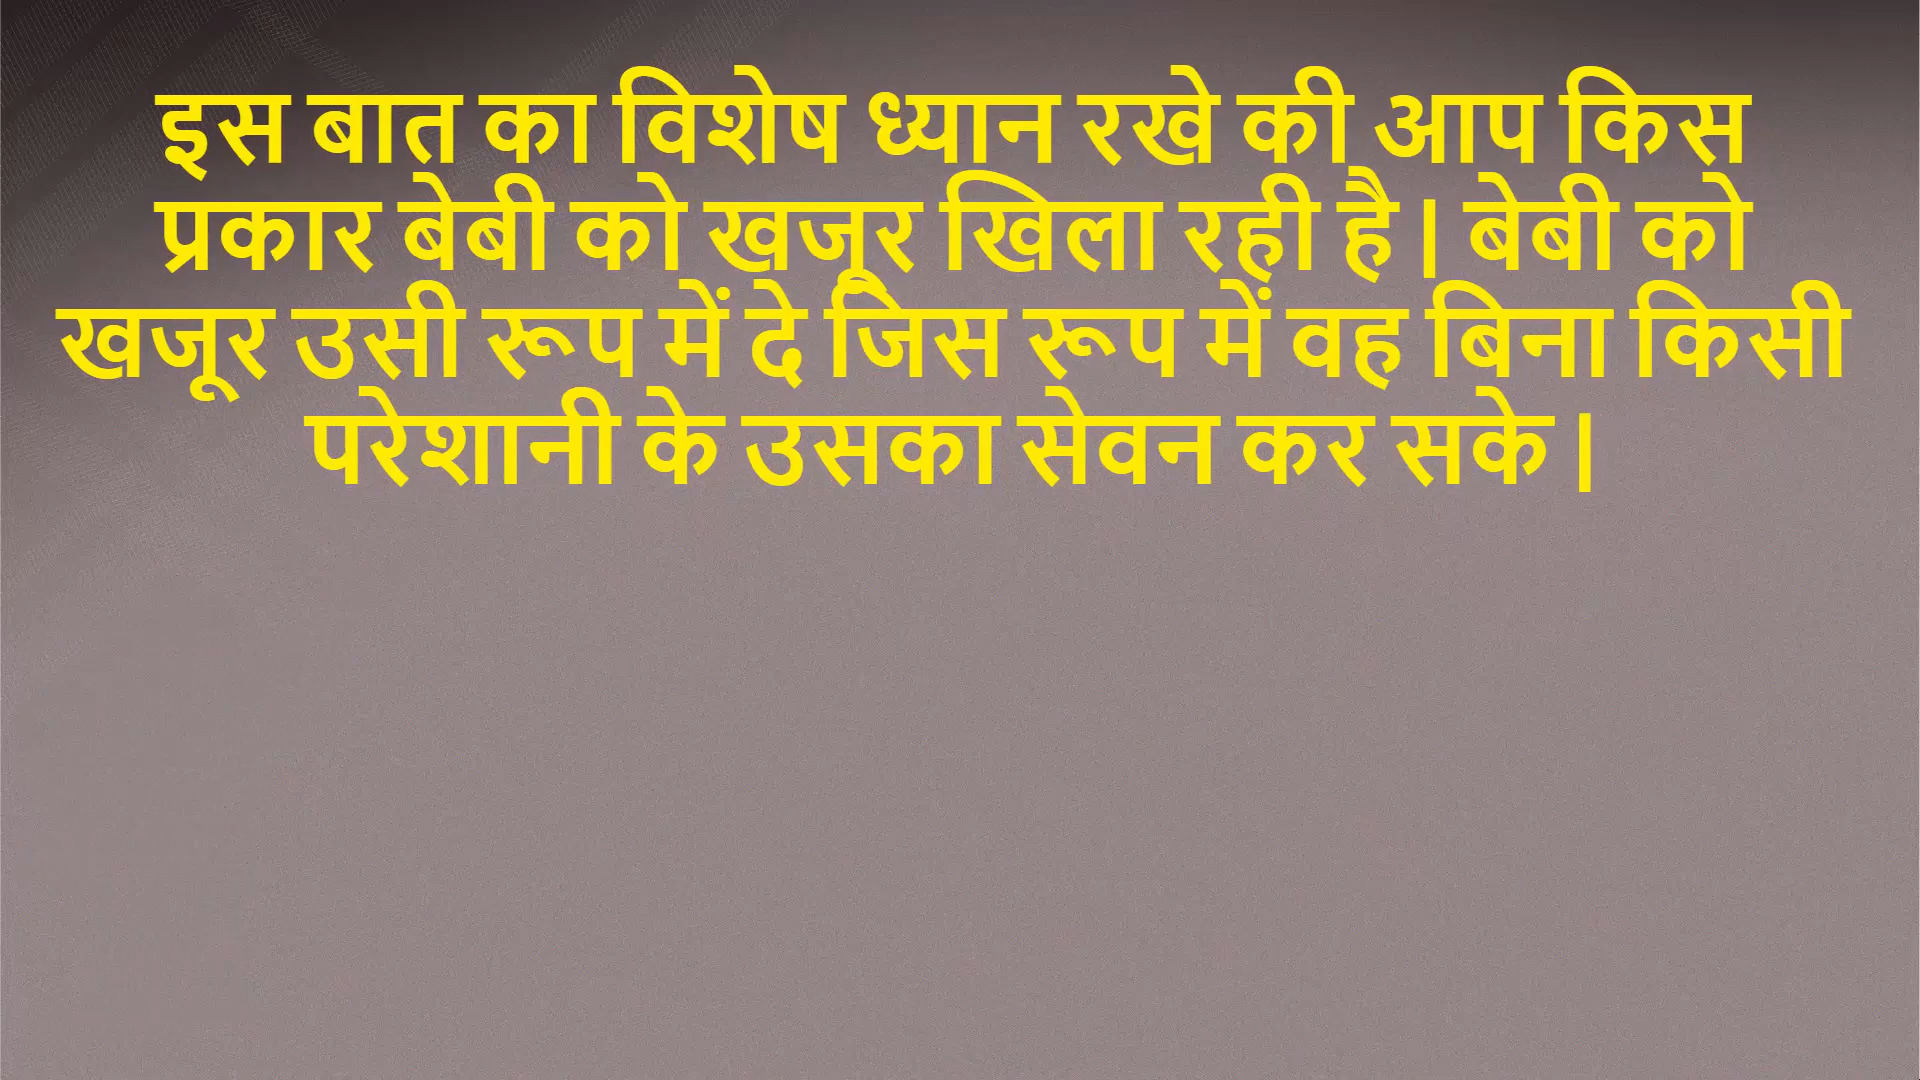 इस बात का विशेष ध्यान रखे की आप किस
प्रकार बेबी को खजूर खिला रही है | बेबी को
खजूर उसी रूप में दे जिस रूप में वह बिना किसी
परेशानी के उसका सेवन कर सके |